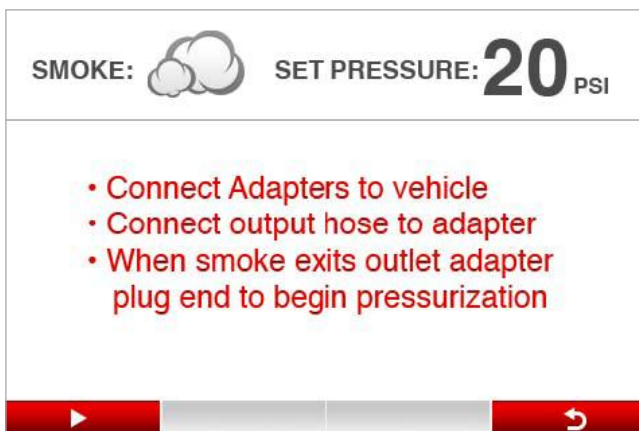 SMOKE: SET PRESSURE: 20 PSI
• Connect Adapters to vehicle
• Connect output hose to adapter
• When smoke exits outlet adapter
plug end to begin pressurization